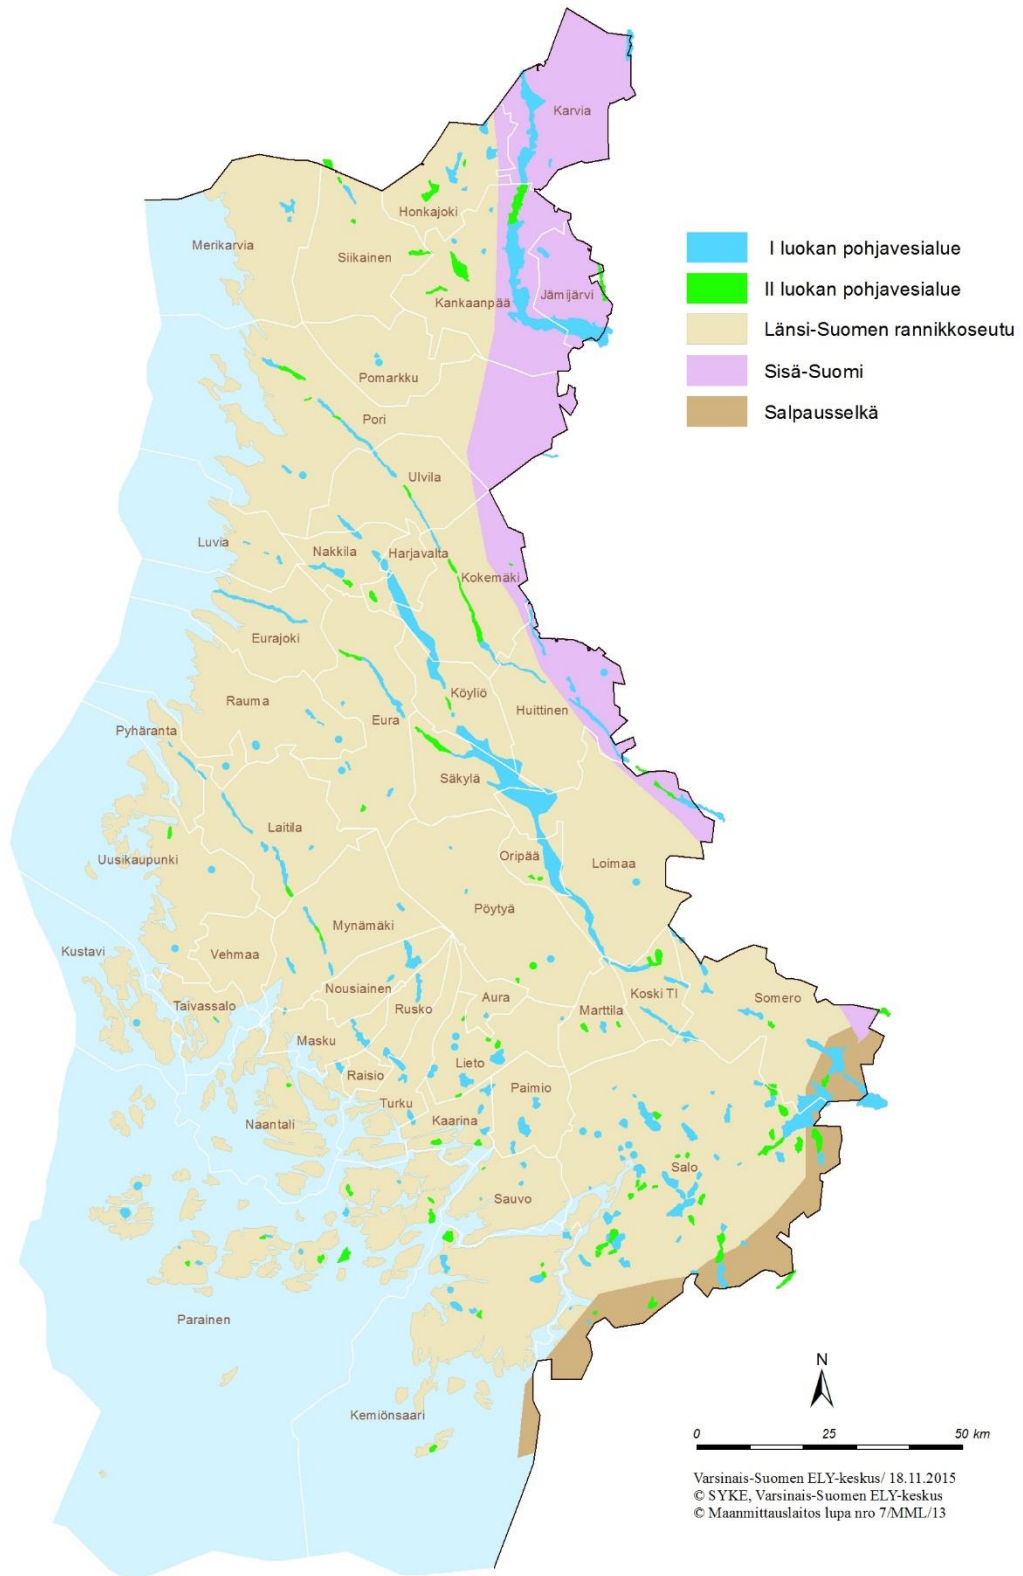 Karvia
Honkajoki
Merikarvia
Siikainen
Kankaanpää
Jämijärvi
Pomarkku
Pori
Ulvila
Luvia
Nakkila
Harjavalta
Kokemäki
Eurajoki
Rauma
Köyliö
Huittinen
Eura
Pyhäranta
Säkylä
Laitila
Uusikaupunki
Oripää
Loimaa
Pöytyä
Mynämäki
Kustavi
Vehmaa
Nousiainen
Taivassalo
Rusko
Aura
Marttila
Koski Tl
Somero
Masku
Lieto
Raisio
Paimio
Turku
Kaarina
Naantali
Salo
Sauvo
Parainen
Kemiönsaari
I luokan pohjavesialue
II luokan pohjavesialue
Länsi-Suomen rannikkoseutu
Sisä-Suomi
Salpausselkä
N
0 25 50 km
Varsinais-Suomen ELY-keskus/ 18.11.2015
© SYKE, Varsinais-Suomen ELY-keskus
© Maanmittauslaitos lupa nro 7/MML/13